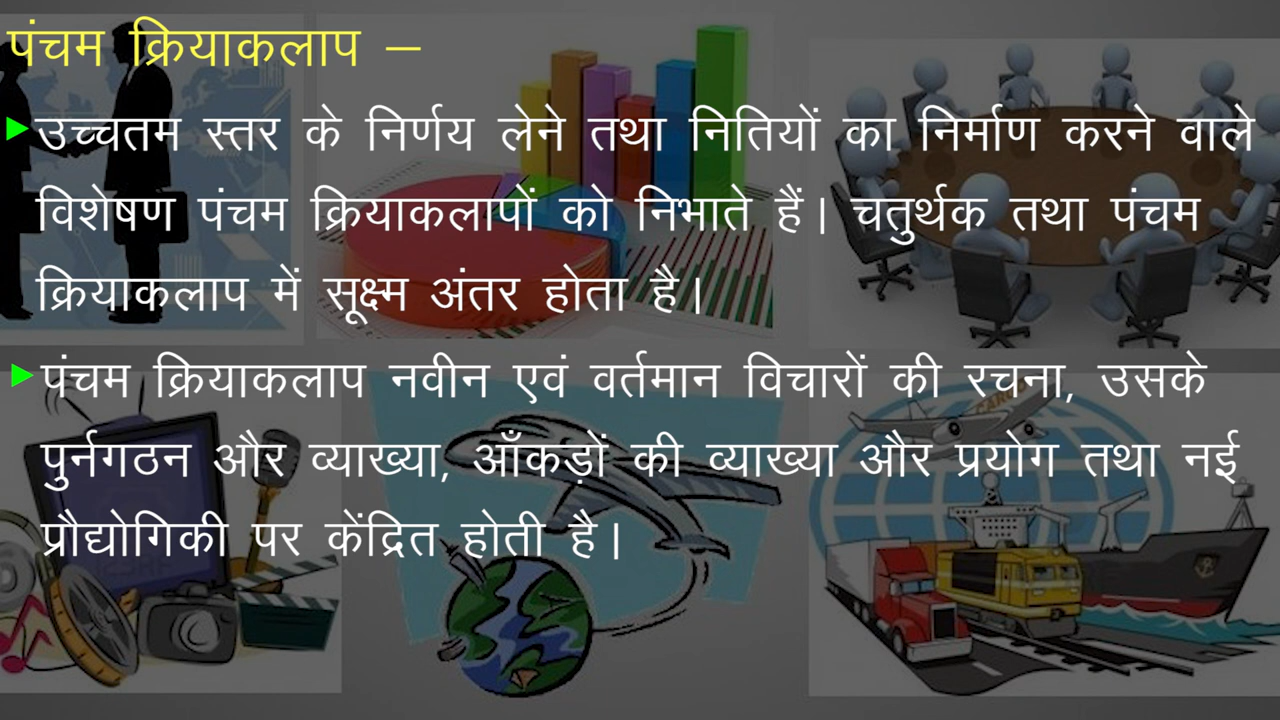 पंचम क्रियाकलाप –
उच्चतम स्तर के निर्णय लेने तथा नितियों का निर्माण करने वाले
विशेषण पंचम क्रियाकलापों को निभाते हैं। चतुर्थक तथा पंचम
क्रियाकलाप में सूक्ष्म अंतर होता है।
पंचम क्रियाकलाप नवीन एवं वर्तमान विचारों की रचना, उसके
पुर्नगठन और व्याख्या, आँकड़ों की व्याख्या और प्रयोग तथा नई
प्रौद्योगिकी पर केंद्रित होती है।
CARGO